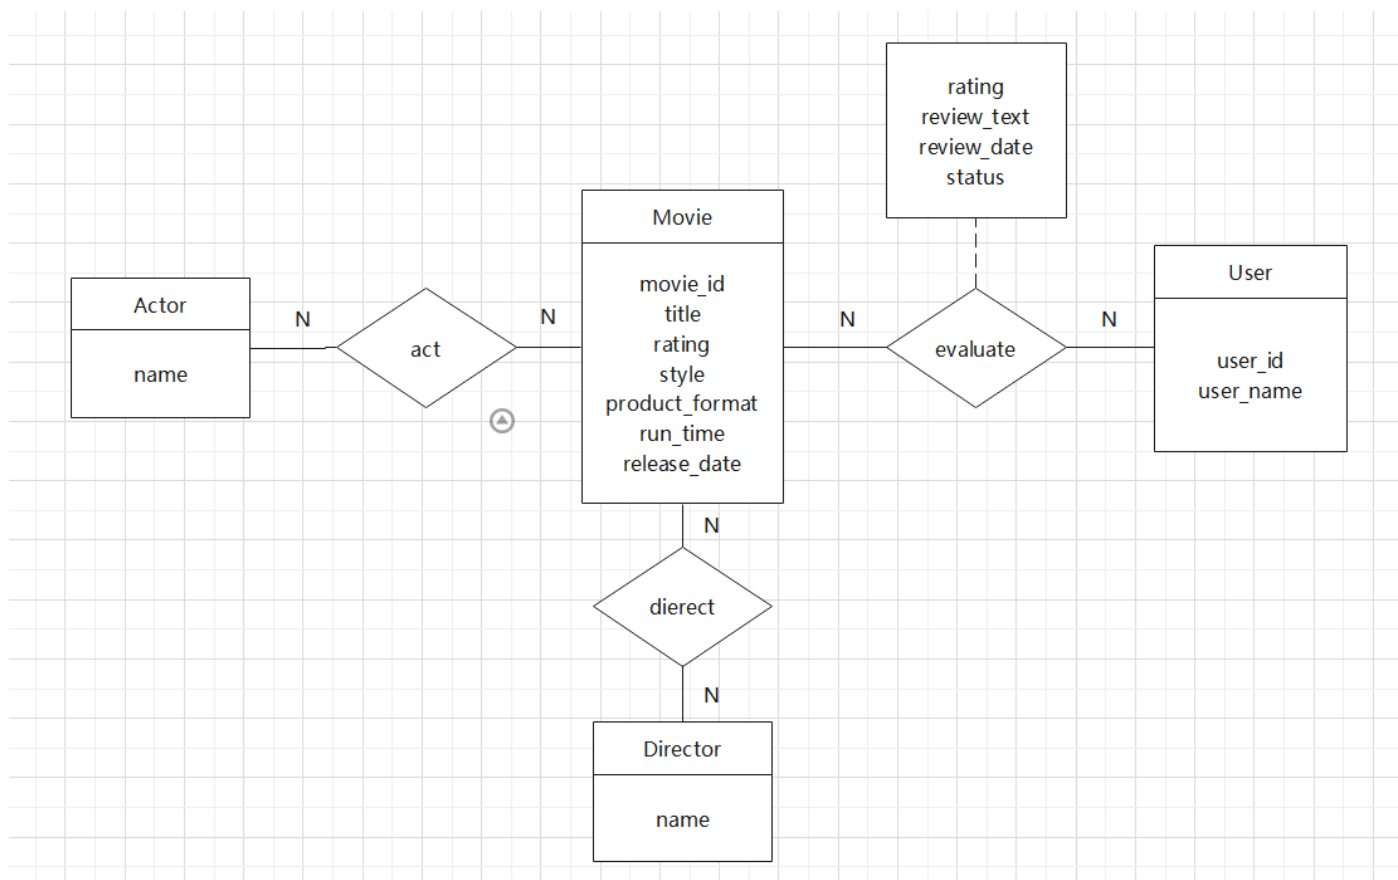 rating
review_text
review_date
status
Movie
movie_id
title
rating
style
product_format
run_time
release_date
User
user_id
user_name
Actor
name
N
act
N
N
evaluate
N
N
dierect
N
Director
name